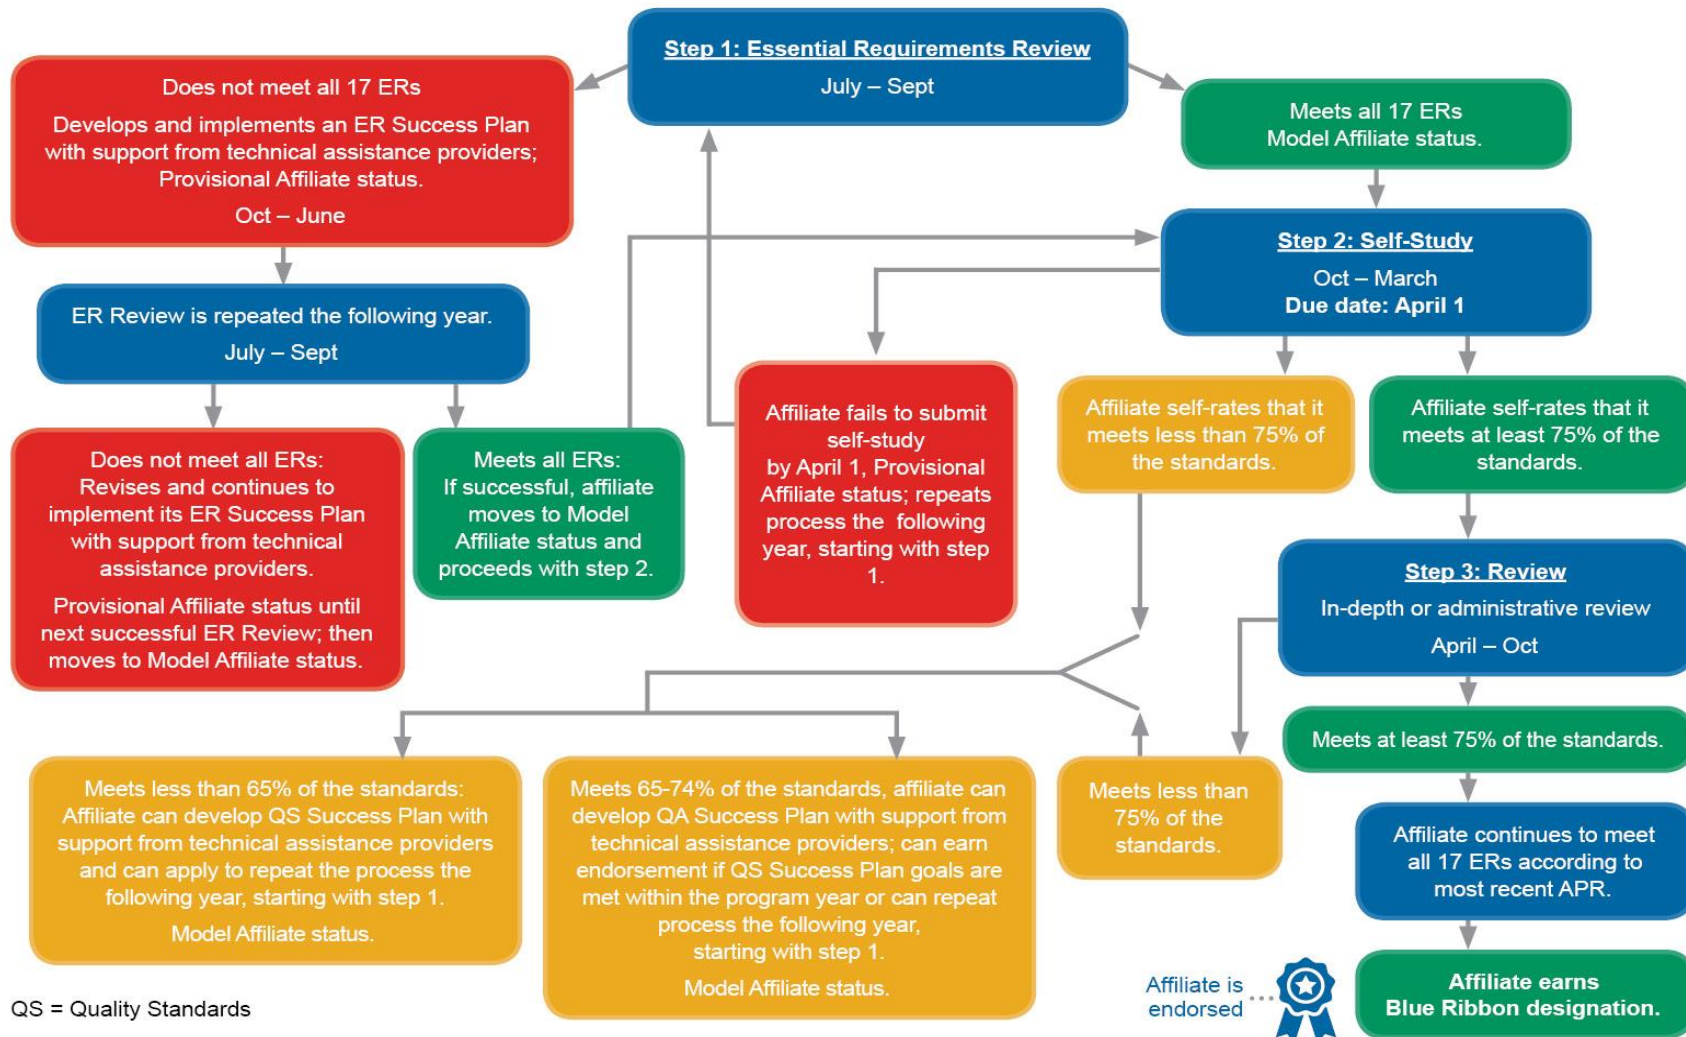 Step 1: Essential Requirements Review
July – Sept
Does not meet all 17 ERs
Develops and implements an ER Success Plan
with support from technical assistance providers;
Provisional Affiliate status.
Oct – June
Meets all 17 ERs
Model Affiliate status.
Step 2: Self-Study
Oct – March
Due date: April 1
ER Review is repeated the following year.
July – Sept
Does not meet all ERs:
Revises and continues to
implement its ER Success Plan
with support from technical
assistance providers.
Provisional Affiliate status until
next successful ER Review; then
moves to Model Affiliate status.
Meets all ERs:
If successful, affiliate
moves to Model
Affiliate status and
proceeds with step 2.
Affiliate fails to submit
self-study
by April 1, Provisional
Affiliate status; repeats
process the following
year, starting with step
1.
Affiliate self-rates that it
meets less than 75% of
the standards.
Affiliate self-rates that it
meets at least 75% of the
standards.
Step 3: Review
In-depth or administrative review
April – Oct
Meets at least 75% of the standards.
Meets less than 65% of the standards:
Affiliate can develop QS Success Plan with
support from technical assistance providers
and can apply to repeat the process the
following year, starting with step 1.
Model Affiliate status.
Meets 65-74% of the standards, affiliate can
develop QA Success Plan with support from
technical assistance providers; can earn
endorsement if QS Success Plan goals are
met within the program year or can repeat
process the following year,
starting with step 1.
Model Affiliate status.
Meets less than
75% of the
standards.
Affiliate continues to meet
all 17 ERs according to
most recent APR.
Affiliate is
endorsed
Affiliate earns
Blue Ribbon designation.
QS = Quality Standards